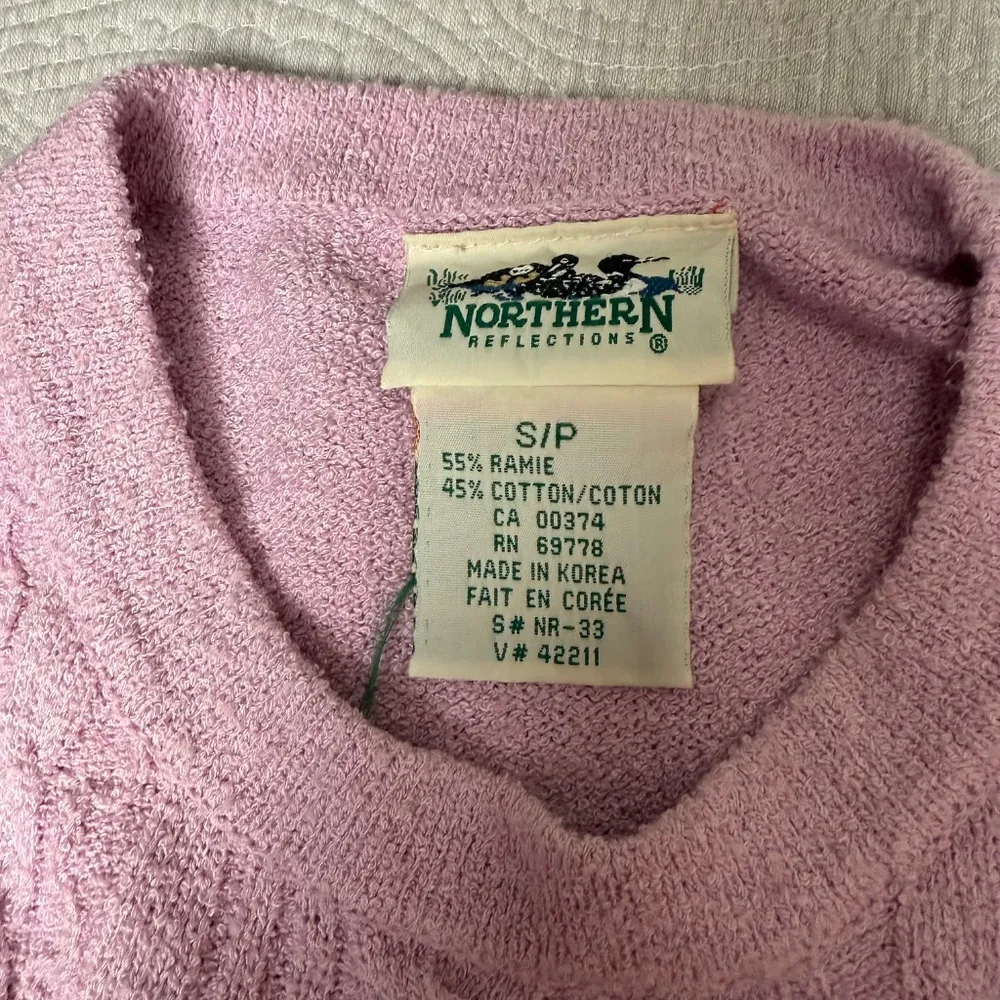 NORTHERN
REFLECTIONS ®
S/P
55% RAMIE
45% COTTON/COTON
CA 00374
RN 69778
MADE IN KOREA
FAIT EN CORÉE
S# NR-33
V# 42211